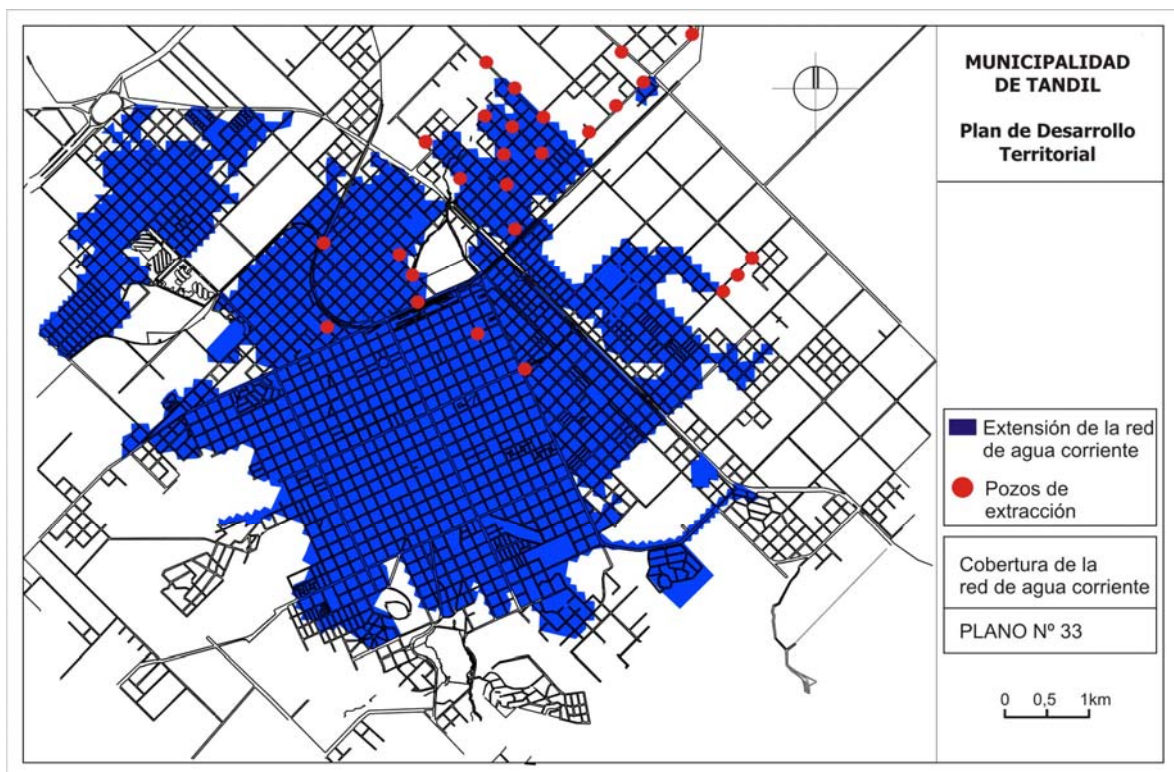 MUNICIPALIDAD
DE TANDIL
Plan de Desarrollo
Territorial
Extensión de la red
de agua corriente
Pozos de
extracción
Cobertura de la
red de agua corriente
PLANO Nº 33
0 0,5 1km